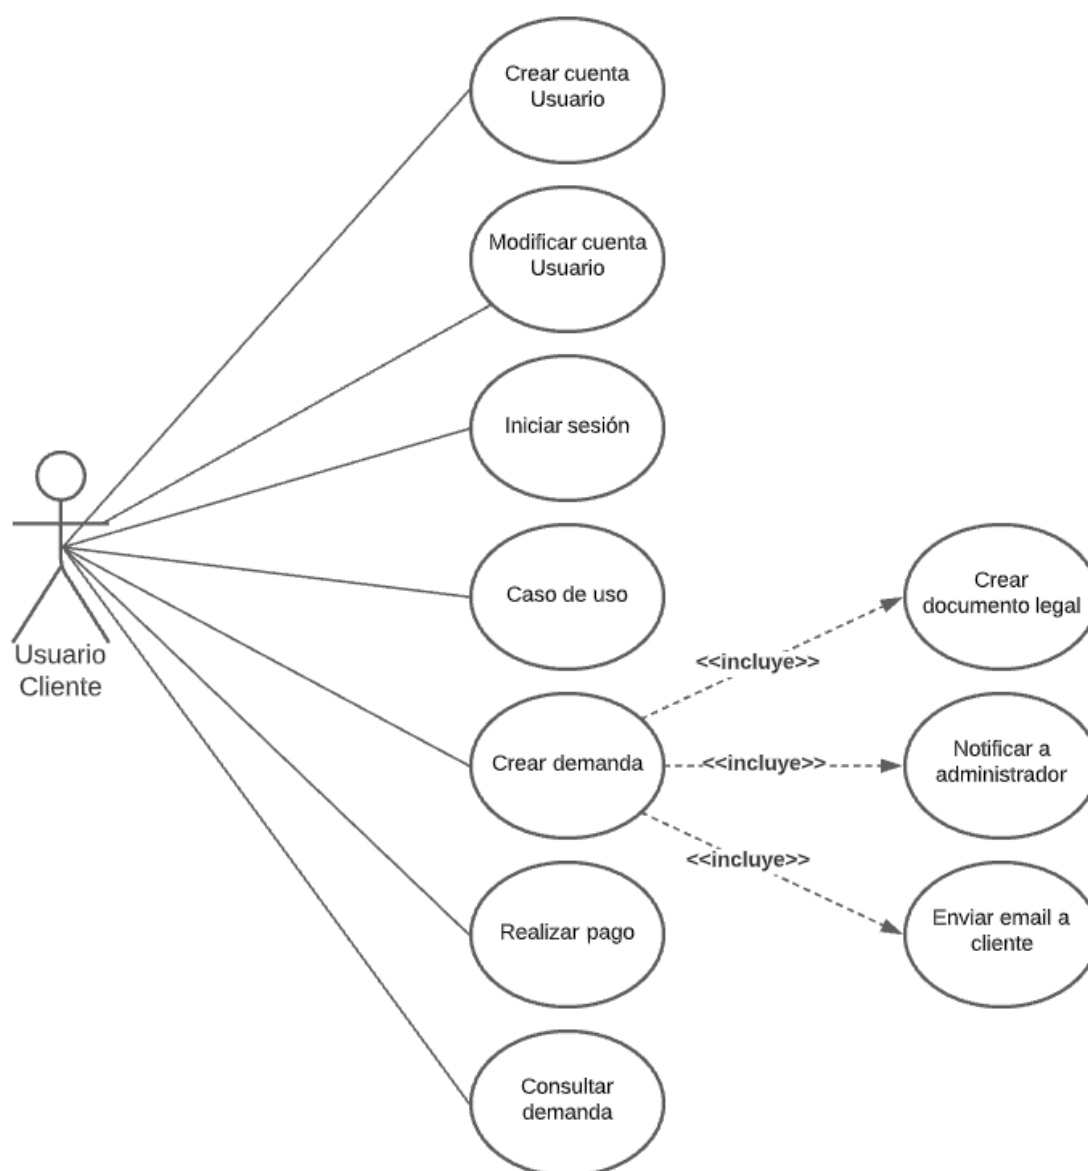 Crear cuenta
Usuario
Modificar cuenta
Usuario
Iniciar sesión
Caso de uso
Crear
documento legal
Usuario
Cliente
<<incluye>>
Crear demanda
<<incluye>>
Notificar a
administrador
<<incluye>>
Realizar pago
Enviar email a
cliente
Consultar
demanda